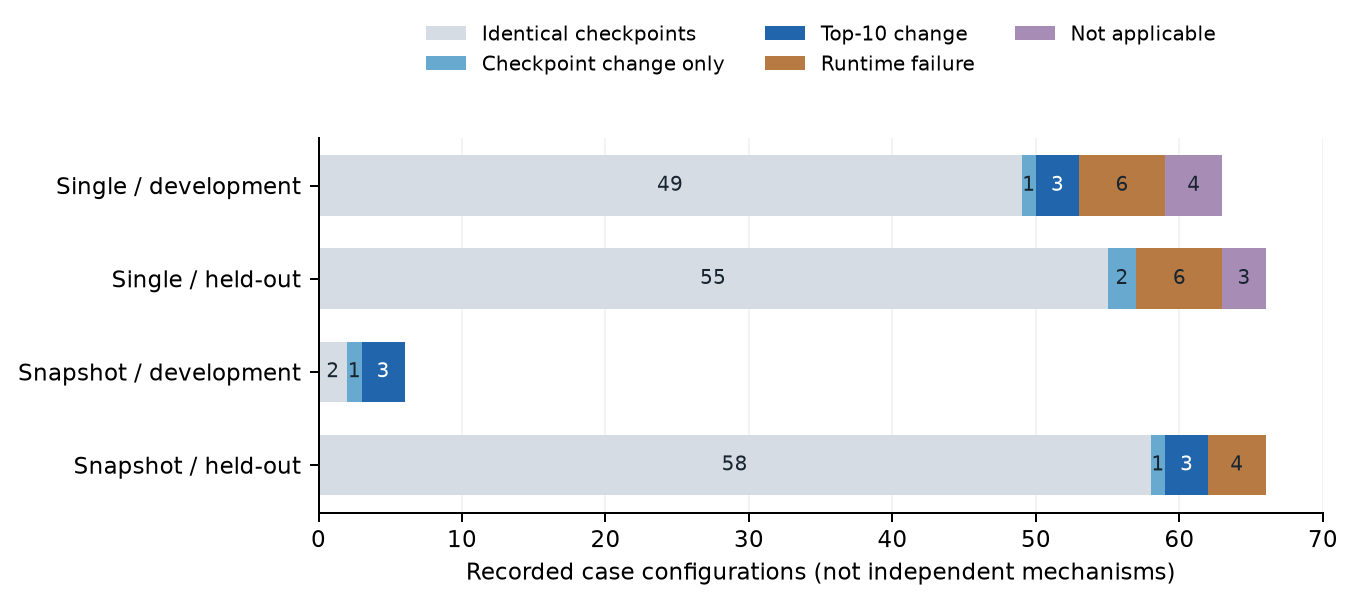 Identical checkpoints
Checkpoint change only
Top-10 change
Runtime failure
Not applicable
Single / development
49
1
3
6
4
Single / held-out
55
2
6
3
Snapshot / development
2
1
3
Snapshot / held-out
58
1
3
4
0
10
20
30
40
50
60
70
Recorded case configurations (not independent mechanisms)